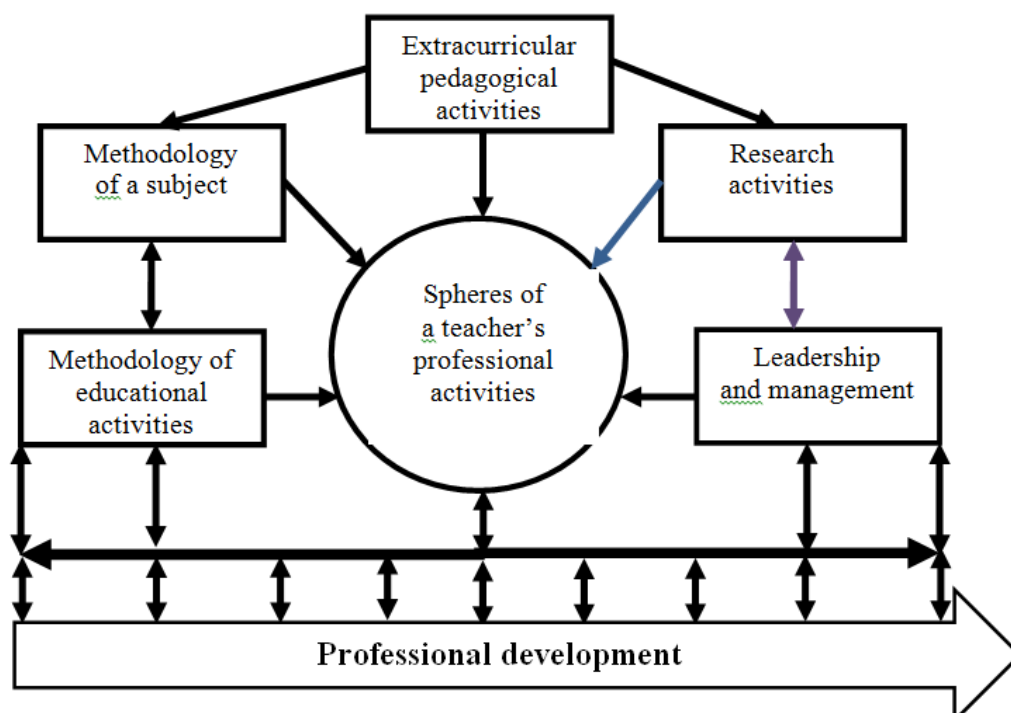 Extracurricular
pedagogical
activities
Methodology
of a subject
Research
activities
Spheres of
a teacher’s
professional
activities
Methodology of
educational
activities
Leadership
and management
Professional development